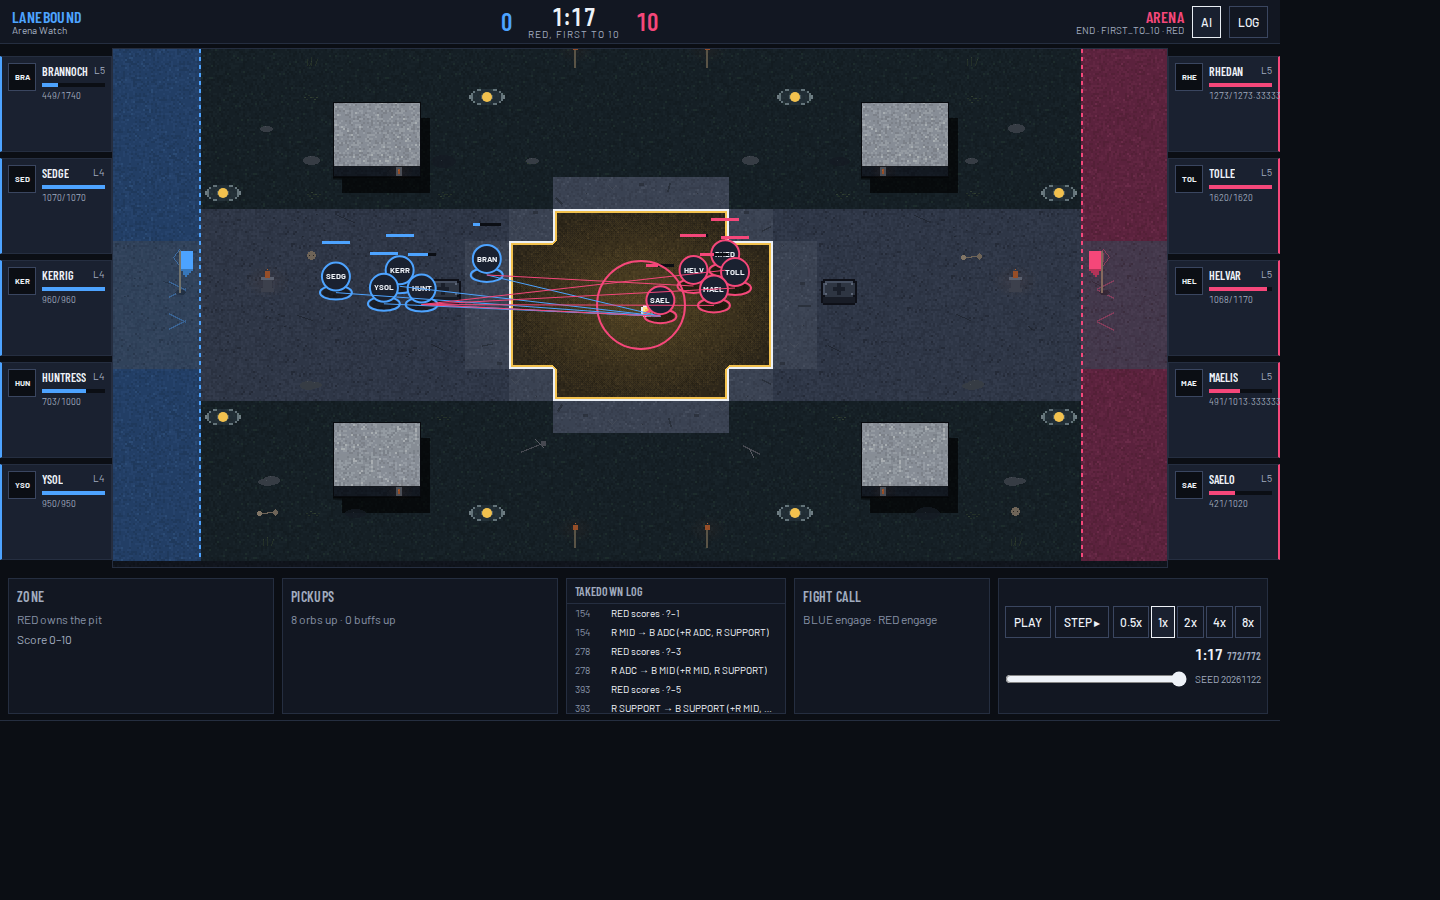 LANEBOUND
Arena Watch
0
1:17
10
RED, FIRST TO 10
ARENA
END · FIRST_TO_10 · RED
AI
LOG
BRA
BRANNOCH L5
449/1740
SED
SEDGE L4
1070/1070
KER
KERRIG L4
960/960
HUN
HUNTRESS L4
703/1000
YSO
YSOL L4
950/950
SEDG
KERR
YSOL
HUNT
BRAN
SAEL
HELV
TOLL
MAEL
RHE
RHEDAN L5
1273/1273.33333
TOL
TOLLE L5
1620/1620
HEL
HELVAR L5
1068/1170
MAE
MAELIS L5
491/1013.333333
SAE
SAELO L5
421/1020
ZONE
RED owns the pit
Score 0–10
PICKUPS
8 orbs up · 0 buffs up
TAKEDOWN LOG
154 RED scores · ?–1
154 R MID → B ADC (+R ADC, R SUPPORT)
278 RED scores · ?–3
278 R ADC → B MID (+R MID, R SUPPORT)
393 RED scores · ?–5
393 R SUPPORT → B SUPPORT (+R MID, ...
FIGHT CALL
BLUE engage · RED engage
PLAY
STEP ▸
0.5x
1x
2x
4x
8x
1:17 772/772
SEED 20261122